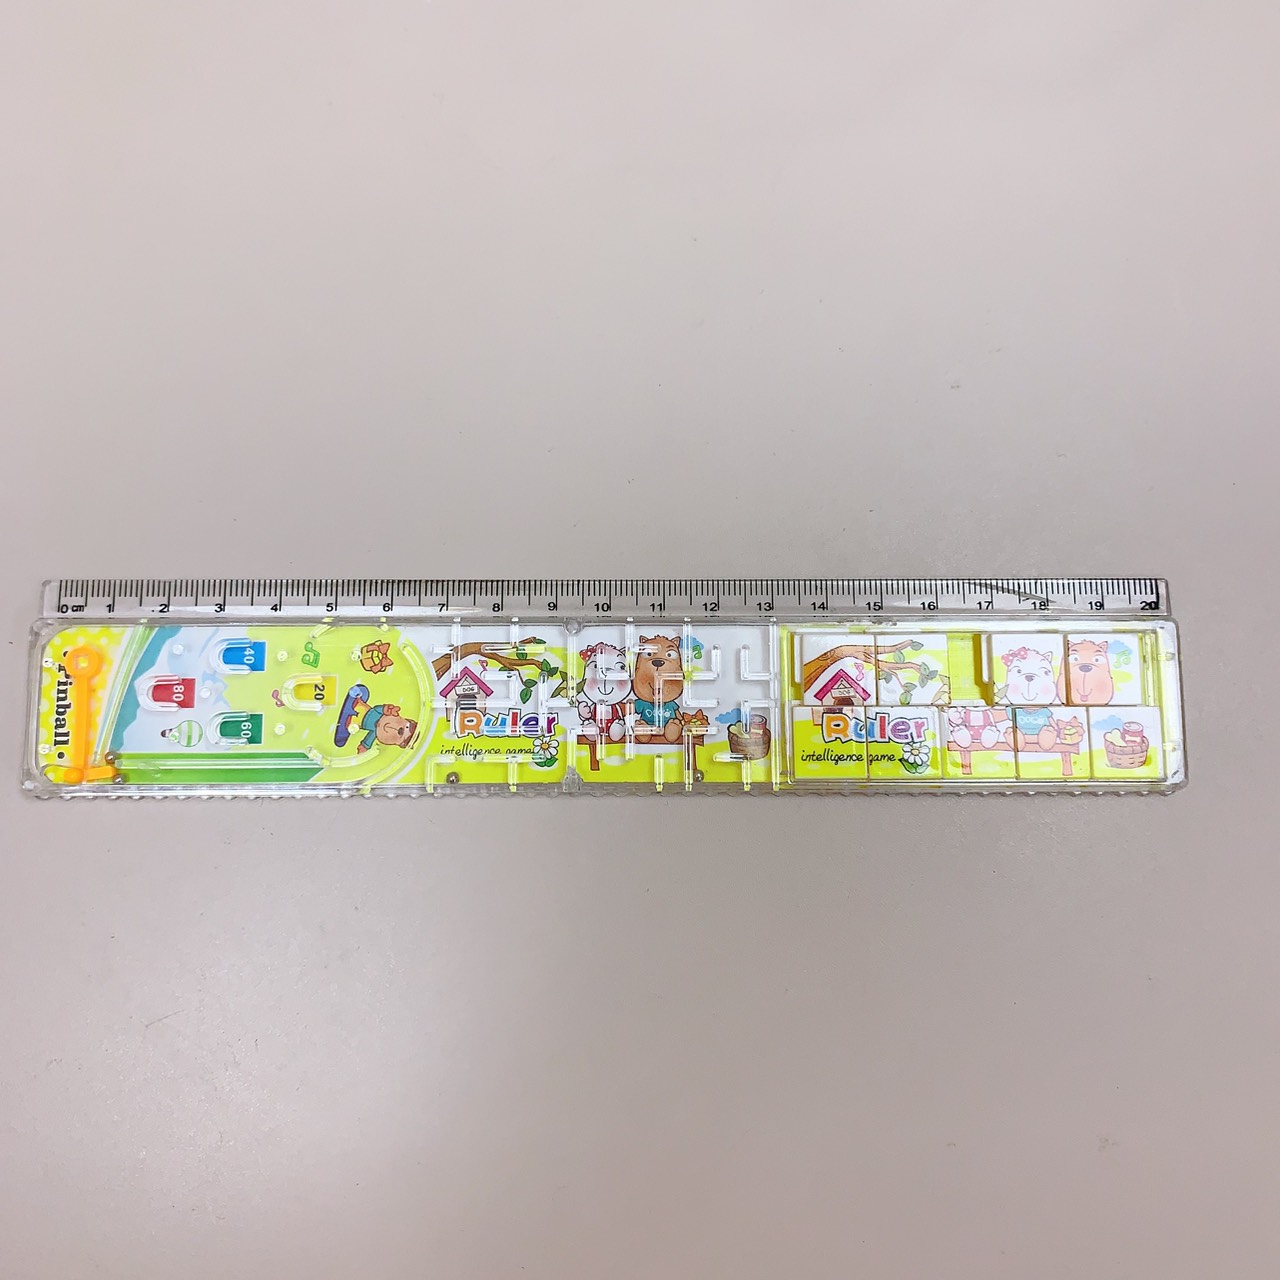 0 cm 1 2 3 4 5 6 7 8 9 10 11 12 13 14 15 16 17 18 19 20
Pinball
40
80
20
60
DOG
Ruler
intelligence game
DOG
Ruler
intelligence game